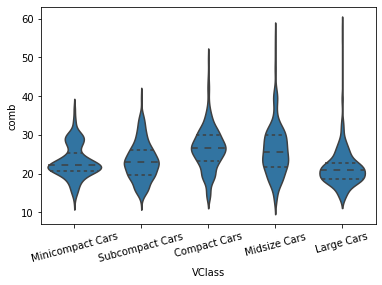 60
50
40
30
20
10
comb
Minicompact Cars
Subcompact Cars
Compact Cars
Midsize Cars
Large Cars
VClass